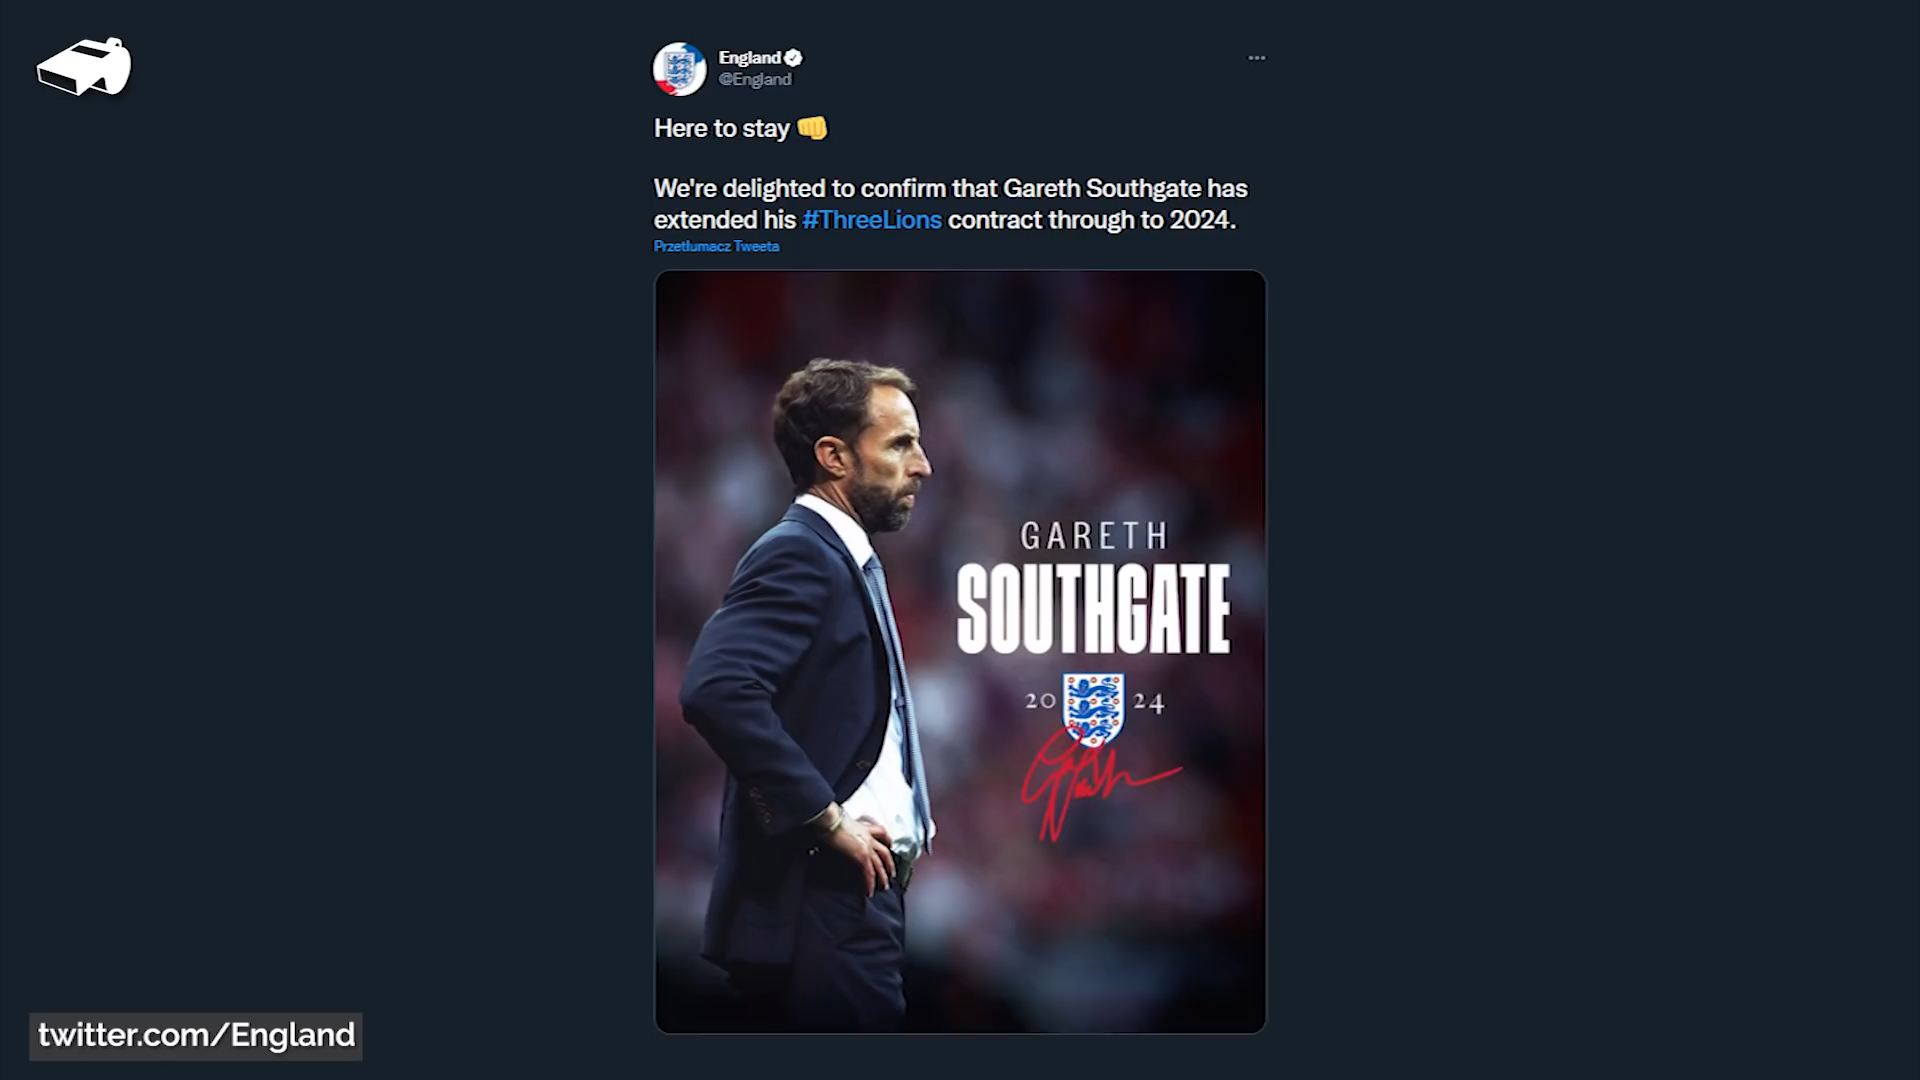 England
@England
Here to stay 👊
We're delighted to confirm that Gareth Southgate has
extended his #ThreeLions contract through to 2024.
Przetłumacz Tweeta
GARETH
SOUTHGATE
20 24
twitter.com/England